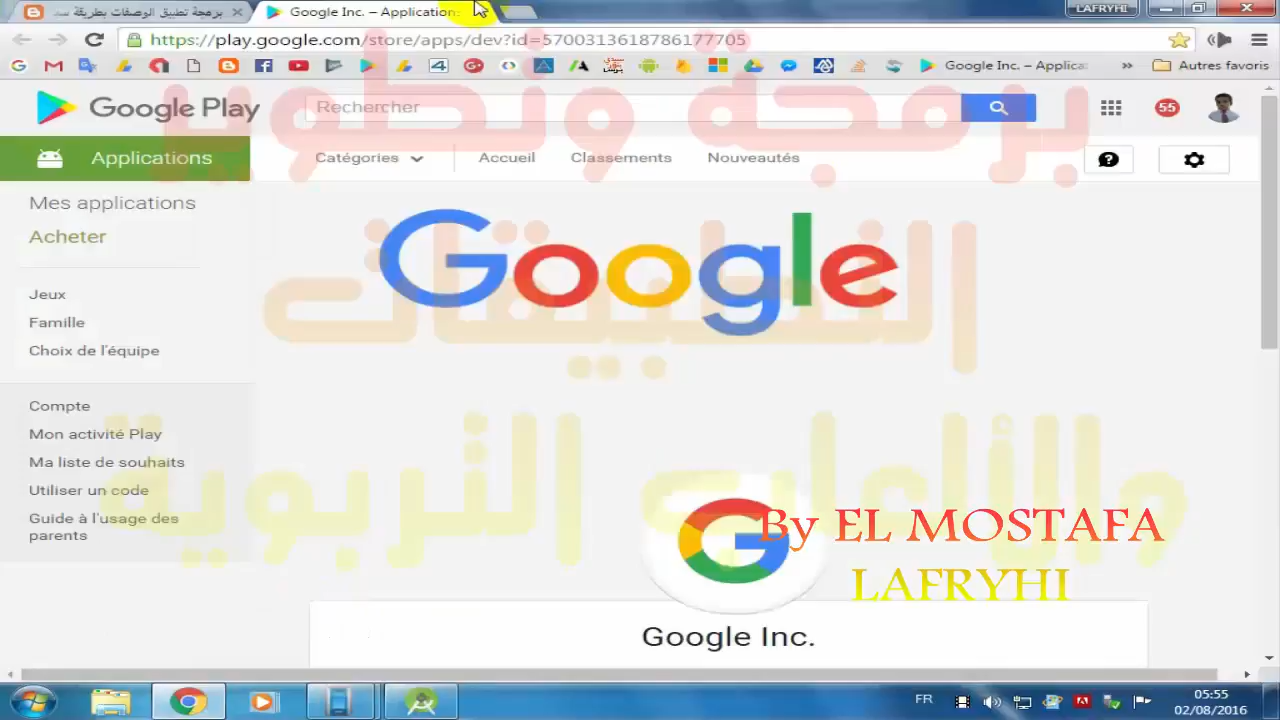 برمجة تطبيق الوصفات بطريقة سد
Google Inc. – Application
LAFRYHI
https://play.google.com/store/apps/dev?id=5700313618786177705
Google Inc. – Applica
»
Autres favoris
Google Play
Rechercher
55
برمجة وتطوير
Applications
Catégories
Accueil
Classements
Nouveautés
Mes applications
Acheter
Google
التطبيقات
Jeux
Famille
Choix de l'équipe
Compte
Mon activité Play
Ma liste de souhaits
Utiliser un code
Guide à l'usage des
parents
والألعاب التربوية
By EL MOSTAFA
LAFRYHI
Google Inc.
FR
05:55
02/08/2016